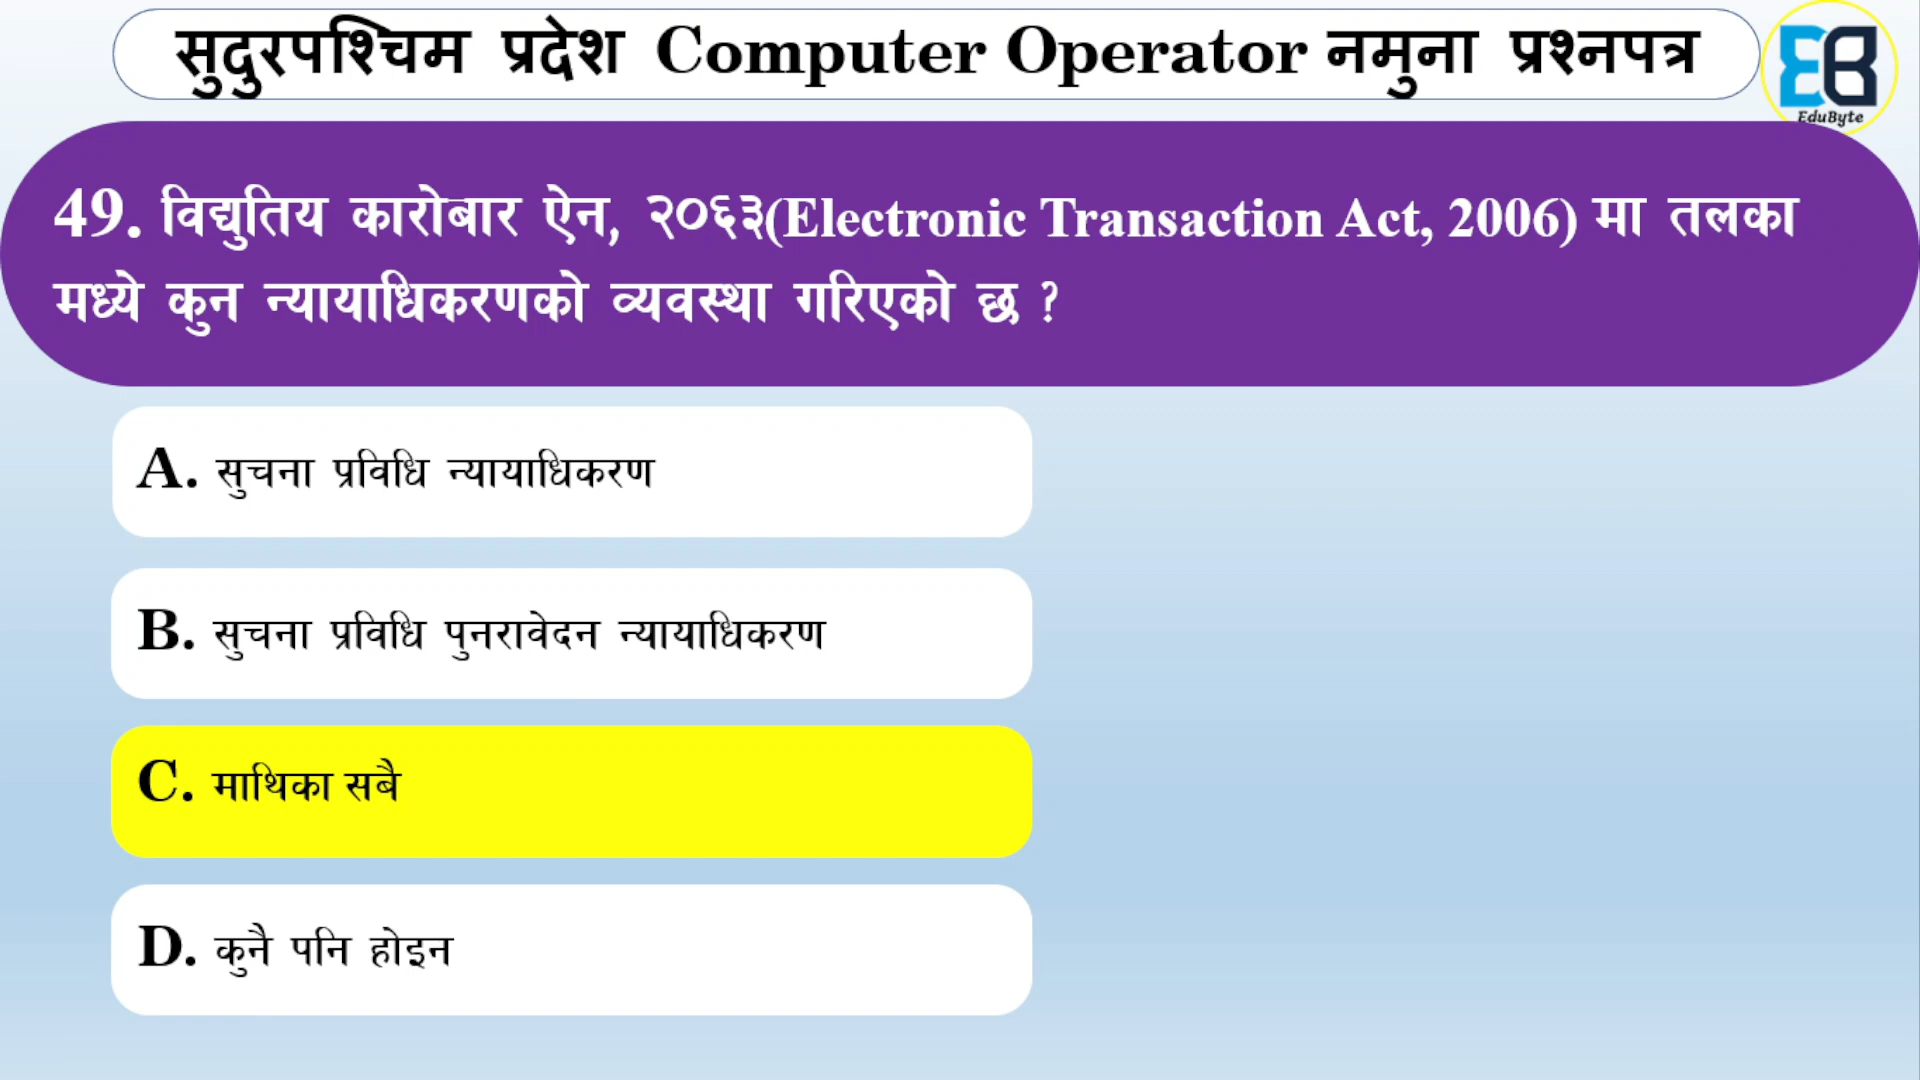 सुदुरपश्चिम प्रदेश Computer Operator नमुना प्रश्नपत्र
EduByte
49. विद्युतिय कारोबार ऐन, २०६३(Electronic Transaction Act, 2006) मा तलका
मध्ये कुन न्यायाधिकरणको व्यवस्था गरिएको छ ?
A. सुचना प्रविधि न्यायाधिकरण
B. सुचना प्रविधि पुनरावेदन न्यायाधिकरण
C. माथिका सबै
D. कुनै पनि होइन